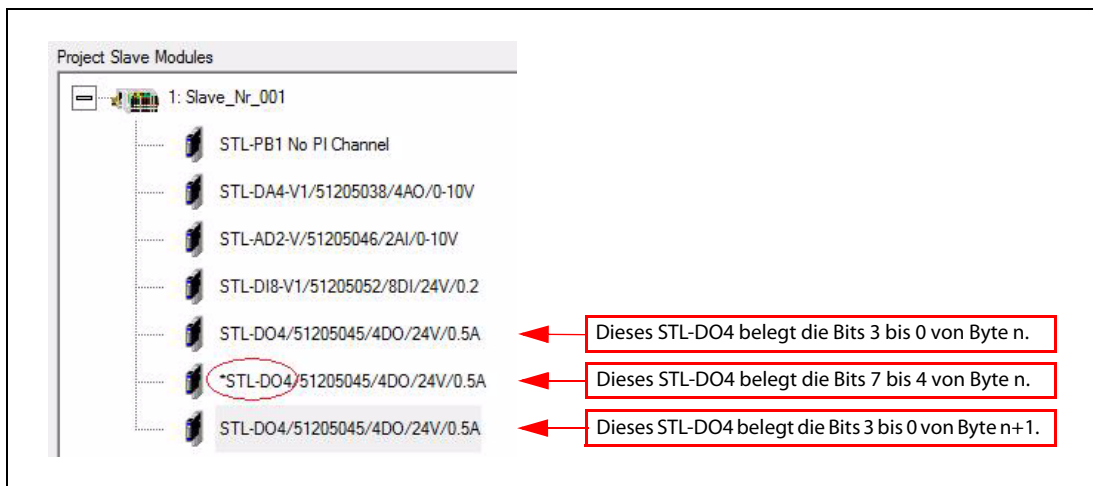 Project Slave Modules
1: Slave_Nr_001
STL-PB1 No PI Channel
STL-DA4-V1/51205038/4AO/0-10V
STL-AD2-V/51205046/2AI/0-10V
STL-DI8-V1/51205052/8DI/24V/0.2
STL-DO4/51205045/4DO/24V/0.5A
Dieses STL-DO4 belegt die Bits 3 bis 0 von Byte n.
*STL-DO4/51205045/4DO/24V/0.5A
Dieses STL-DO4 belegt die Bits 7 bis 4 von Byte n.
STL-DO4/51205045/4DO/24V/0.5A
Dieses STL-DO4 belegt die Bits 3 bis 0 von Byte n+1.